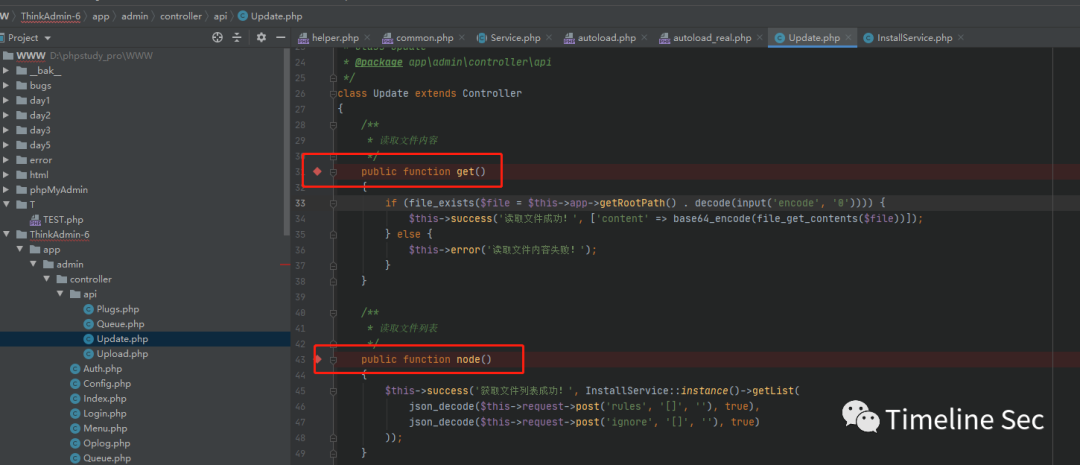 WW 〉 ThinkAdmin-6 〉 app 〉 admin 〉 controller 〉 api 〉 Update.php
Project
helper.php × common.php × Service.php × autoload.php × autoload_real.php × Update.php × InstallService.php ×
WWW D:\phpstudy_pro\WWW
__bak__
bugs
day1
day2
day3
day5
error
html
phpMyAdmin
T
TEST.php
ThinkAdmin-6
app
admin
controller
api
Plugs.php
Queue.php
Update.php
Upload.php
Auth.php
Config.php
Index.php
Login.php
Menu.php
Oplog.php
Queue.php
* Class Update
24 * @package app\admin\controller\api
25 */
26 class Update extends Controller
27 {
28 /**
29 * 读取文件内容
30 */
31 public function get()
32 {
33 if (file_exists($file = $this->app->getRootPath() . decode(input('encode', '0')))) {
34 $this->success('读取文件成功！', ['content' => base64_encode(file_get_contents($file))]);
35 } else {
36 $this->error('读取文件内容失败！');
37 }
38 }
39
40 /**
41 * 读取文件列表
42 */
43 public function node()
44 {
45 $this->success('获取文件列表成功！', InstallService::instance()->getList(
46 json_decode($this->request->post('rules', '[]', ''), true),
47 json_decode($this->request->post('ignore', '[]', ''), true)
48 ));
49 }
Timeline Sec